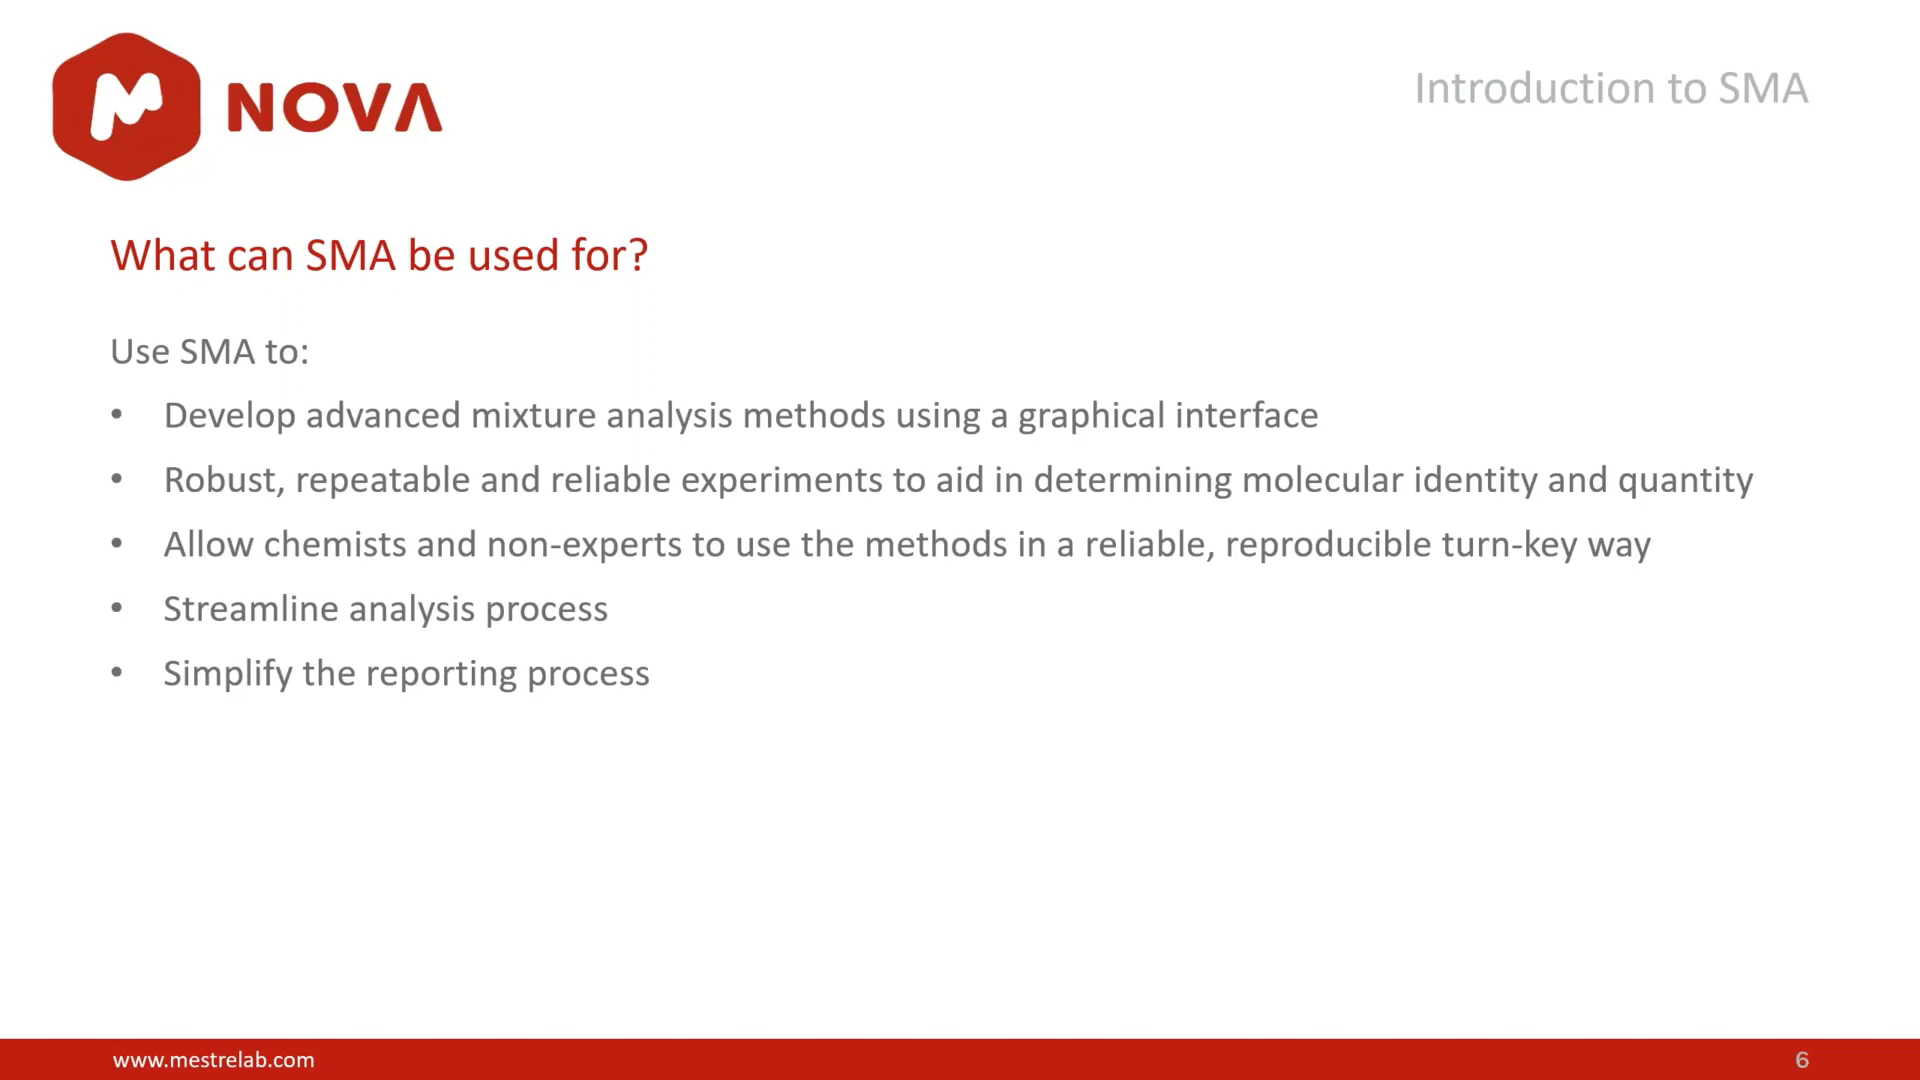 NOVA
Introduction to SMA
What can SMA be used for?
Use SMA to:
• Develop advanced mixture analysis methods using a graphical interface
• Robust, repeatable and reliable experiments to aid in determining molecular identity and quantity
• Allow chemists and non-experts to use the methods in a reliable, reproducible turn-key way
• Streamline analysis process
• Simplify the reporting process
www.mestrelab.com
6